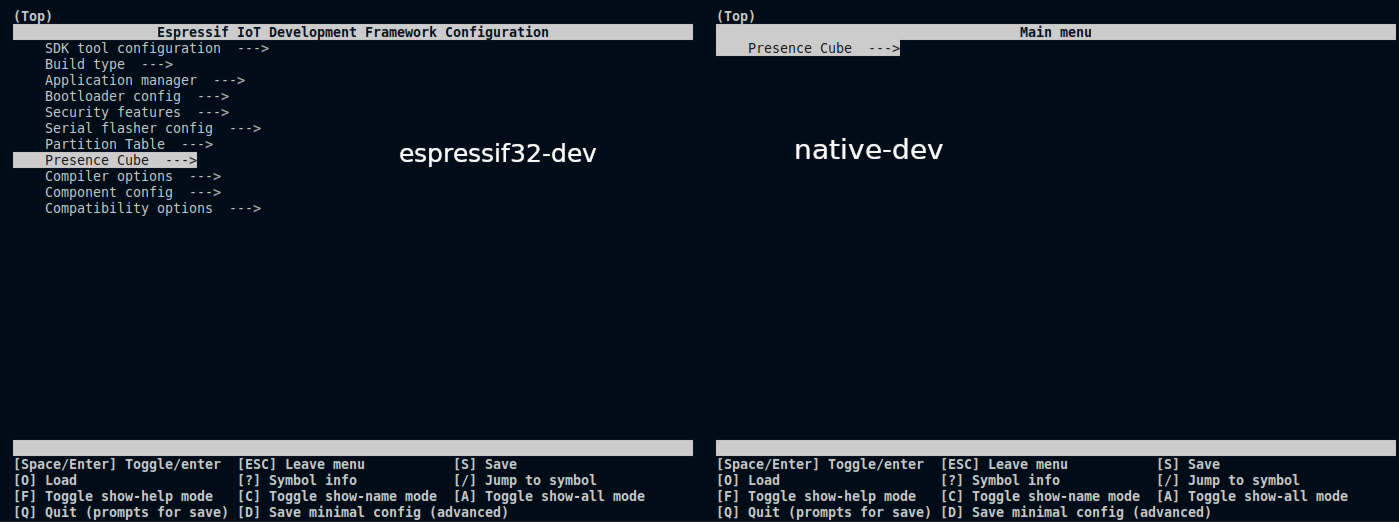 (Top)
Espressif IoT Development Framework Configuration
SDK tool configuration  --->
Build type  --->
Application manager  --->
Bootloader config  --->
Security features  --->
Serial flasher config  --->
Partition Table  --->
Presence Cube  --->
Compiler options  --->
Component config  --->
Compatibility options  --->
espressif32-dev
[Space/Enter] Toggle/enter  [ESC] Leave menu           [S] Save
[O] Load                    [?] Symbol info            [/] Jump to symbol
[F] Toggle show-help mode   [C] Toggle show-name mode  [A] Toggle show-all mode
[Q] Quit (prompts for save) [D] Save minimal config (advanced)
(Top)
Main menu
Presence Cube  --->
native-dev
[Space/Enter] Toggle/enter  [ESC] Leave menu           [S] Save
[O] Load                    [?] Symbol info            [/] Jump to symbol
[F] Toggle show-help mode   [C] Toggle show-name mode  [A] Toggle show-all mode
[Q] Quit (prompts for save) [D] Save minimal config (advanced)